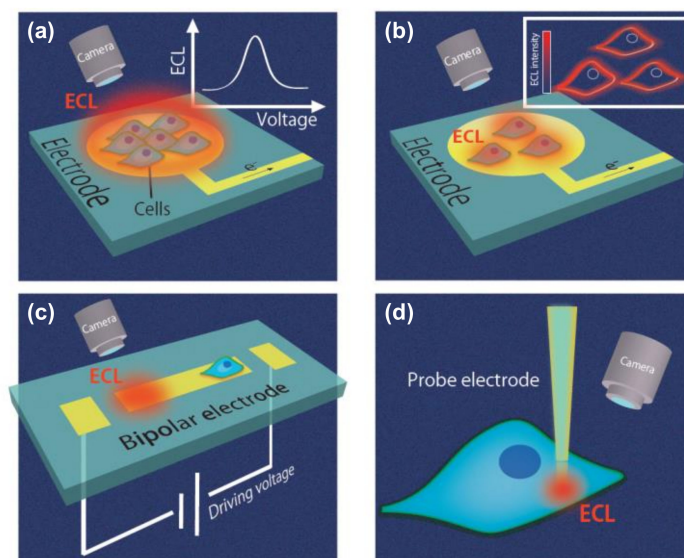 (a)
Camera
ECL
ECL
Voltage
Electrode
e-
Cells
(b)
Camera
ECL intensity
ECL
Electrode
e-
(c)
Camera
ECL
Bipolar electrode
Driving voltage
(d)
Probe electrode
Camera
ECL